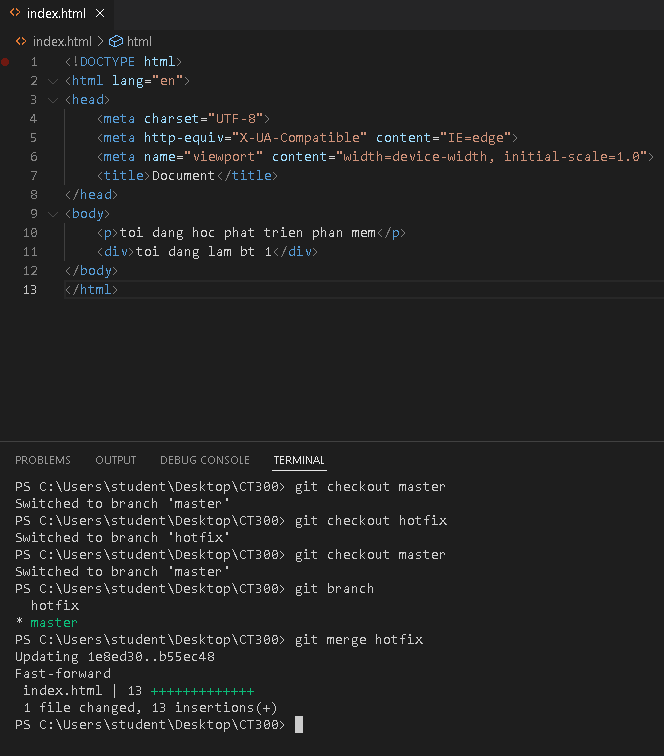 index.html
index.html > html
1 <!DOCTYPE html>
2 <html lang="en">
3 <head>
4 <meta charset="UTF-8">
5 <meta http-equiv="X-UA-Compatible" content="IE=edge">
6 <meta name="viewport" content="width=device-width, initial-scale=1.0">
7 <title>Document</title>
8 </head>
9 <body>
10 <p>toi dang hoc phat trien phan mem</p>
11 <div>toi dang lam bt 1</div>
12 </body>
13 </html>
PROBLEMS OUTPUT DEBUG CONSOLE TERMINAL
PS C:\Users\student\Desktop\CT300> git checkout master
Switched to branch 'master'
PS C:\Users\student\Desktop\CT300> git checkout hotfix
Switched to branch 'hotfix'
PS C:\Users\student\Desktop\CT300> git checkout master
Switched to branch 'master'
PS C:\Users\student\Desktop\CT300> git branch
hotfix
* master
PS C:\Users\student\Desktop\CT300> git merge hotfix
Updating 1e8ed30..b55ec48
Fast-forward
index.html | 13 +++++++++++++
1 file changed, 13 insertions(+)
PS C:\Users\student\Desktop\CT300>